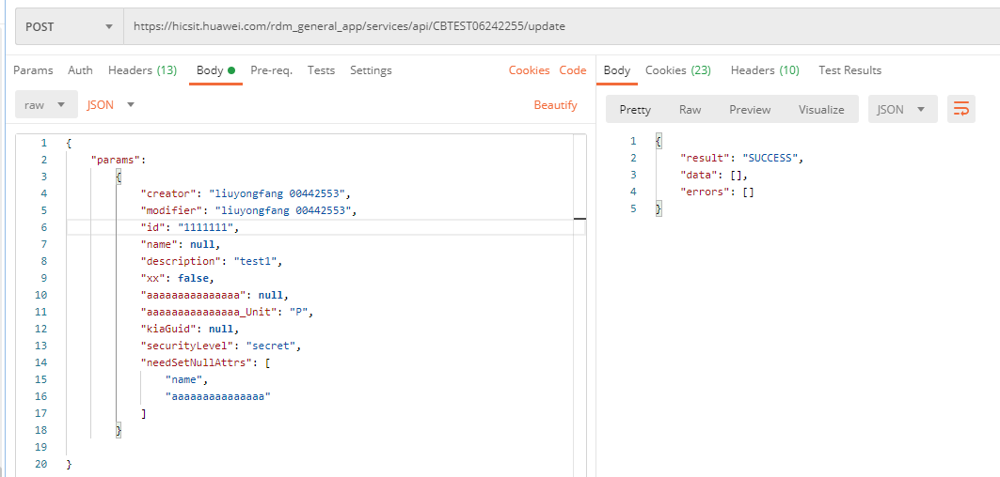 POST https://hicsit.huawei.com/rdm_general_app/services/api/CBTEST06242255/update
Params Auth Headers (13) Body Pre-req. Tests Settings Cookies Code
raw JSON Beautify
1 {
2 "params":
3 {
4 "creator": "liuyongfang 00442553",
5 "modifier": "liuyongfang 00442553",
6 "id": "1111111",
7 "name": null,
8 "description": "test1",
9 "xx": false,
10 "aaaaaaaaaaaaaaa": null,
11 "aaaaaaaaaaaaaaa_Unit": "P",
12 "kiaGuid": null,
13 "securityLevel": "secret",
14 "needSetNullAttrs": [
15 "name",
16 "aaaaaaaaaaaaaaa"
17 ]
18 }
19
20 }
Body Cookies (23) Headers (10) Test Results
Pretty Raw Preview Visualize JSON
1 {
2 "result": "SUCCESS",
3 "data": [],
4 "errors": []
5 }